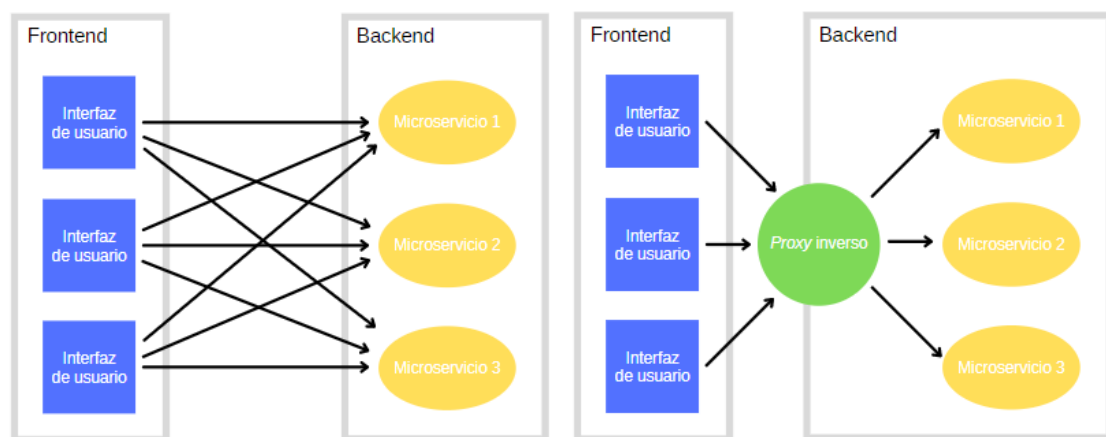 Frontend
Backend
Interfaz
de usuario
Microservicio 1
Interfaz
de usuario
Microservicio 2
Interfaz
de usuario
Microservicio 3
Frontend
Backend
Interfaz
de usuario
Microservicio 1
Interfaz
de usuario
Proxy inverso
Microservicio 2
Interfaz
de usuario
Microservicio 3